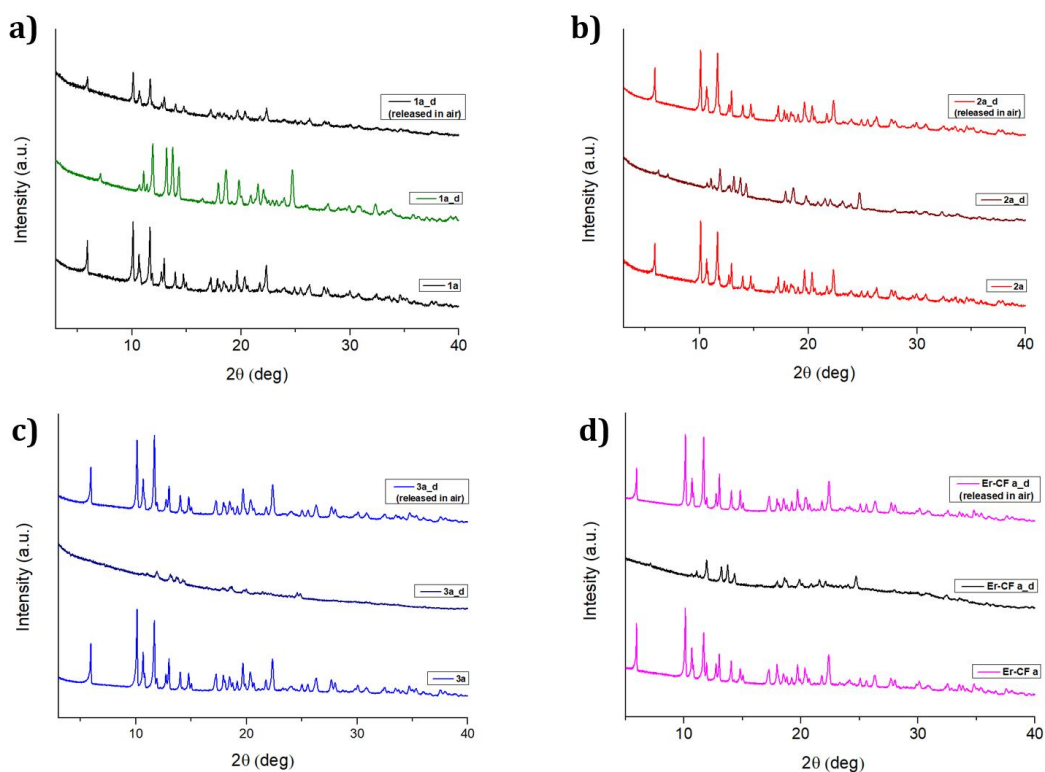 a)
Intensity (a.u.)
1a_d
(released in air)
1a_d
1a
10
20
30
40
2θ (deg)
b)
Intensity (a.u.)
2a_d
(released in air)
2a_d
2a
10
20
30
40
2θ (deg)
c)
Intensity (a.u.)
3a_d
(released in air)
3a_d
3a
10
20
30
40
2θ (deg)
d)
Intesity (a.u.)
Er-CF a_d
(released in air)
Er-CF a_d
Er-CF a
10
20
30
40
2θ (deg)